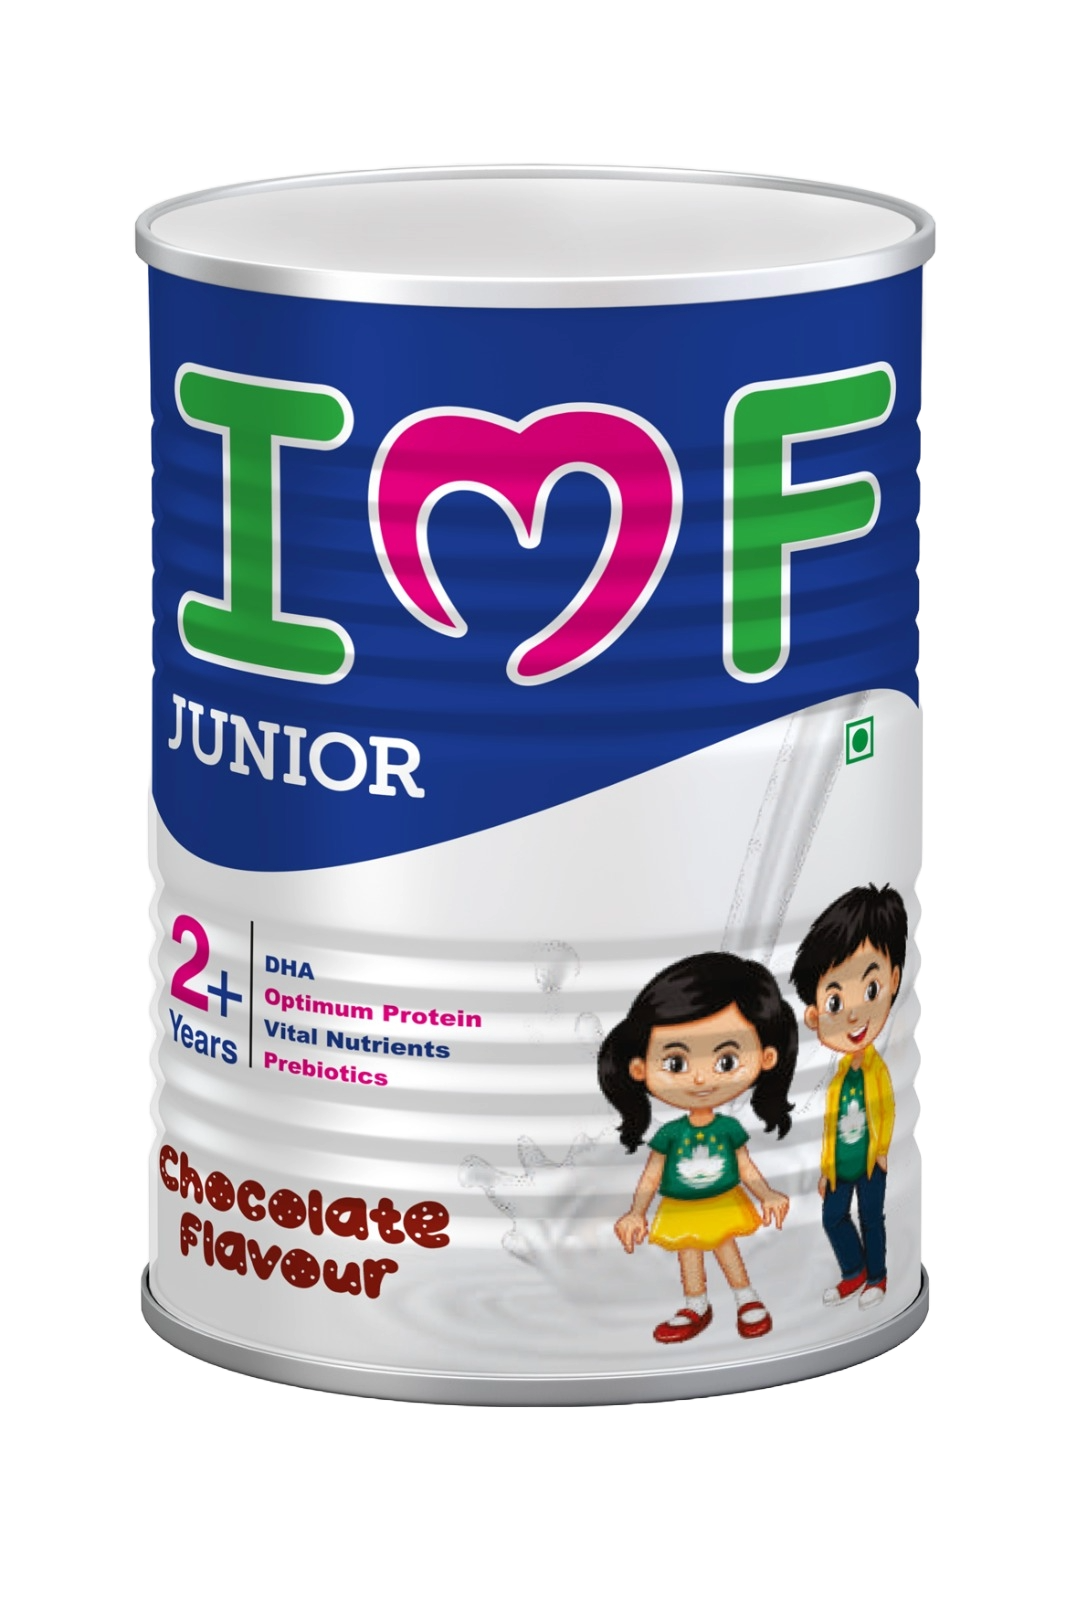 ImF
JUNIOR
2+
Years
DHA
Optimum Protein
Vital Nutrients
Prebiotics
Chocolate
Flavour